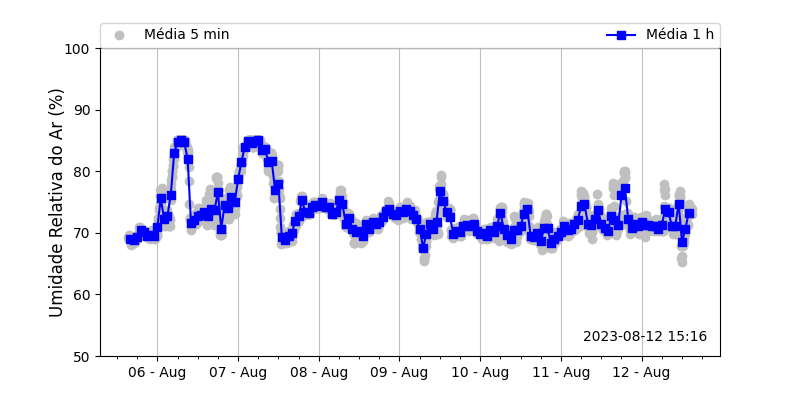 Média 5 min
Média 1 h
Umidade Relativa do Ar (%)
100
90
80
70
60
50
2023-08-12 15:16
06 - Aug
07 - Aug
08 - Aug
09 - Aug
10 - Aug
11 - Aug
12 - Aug